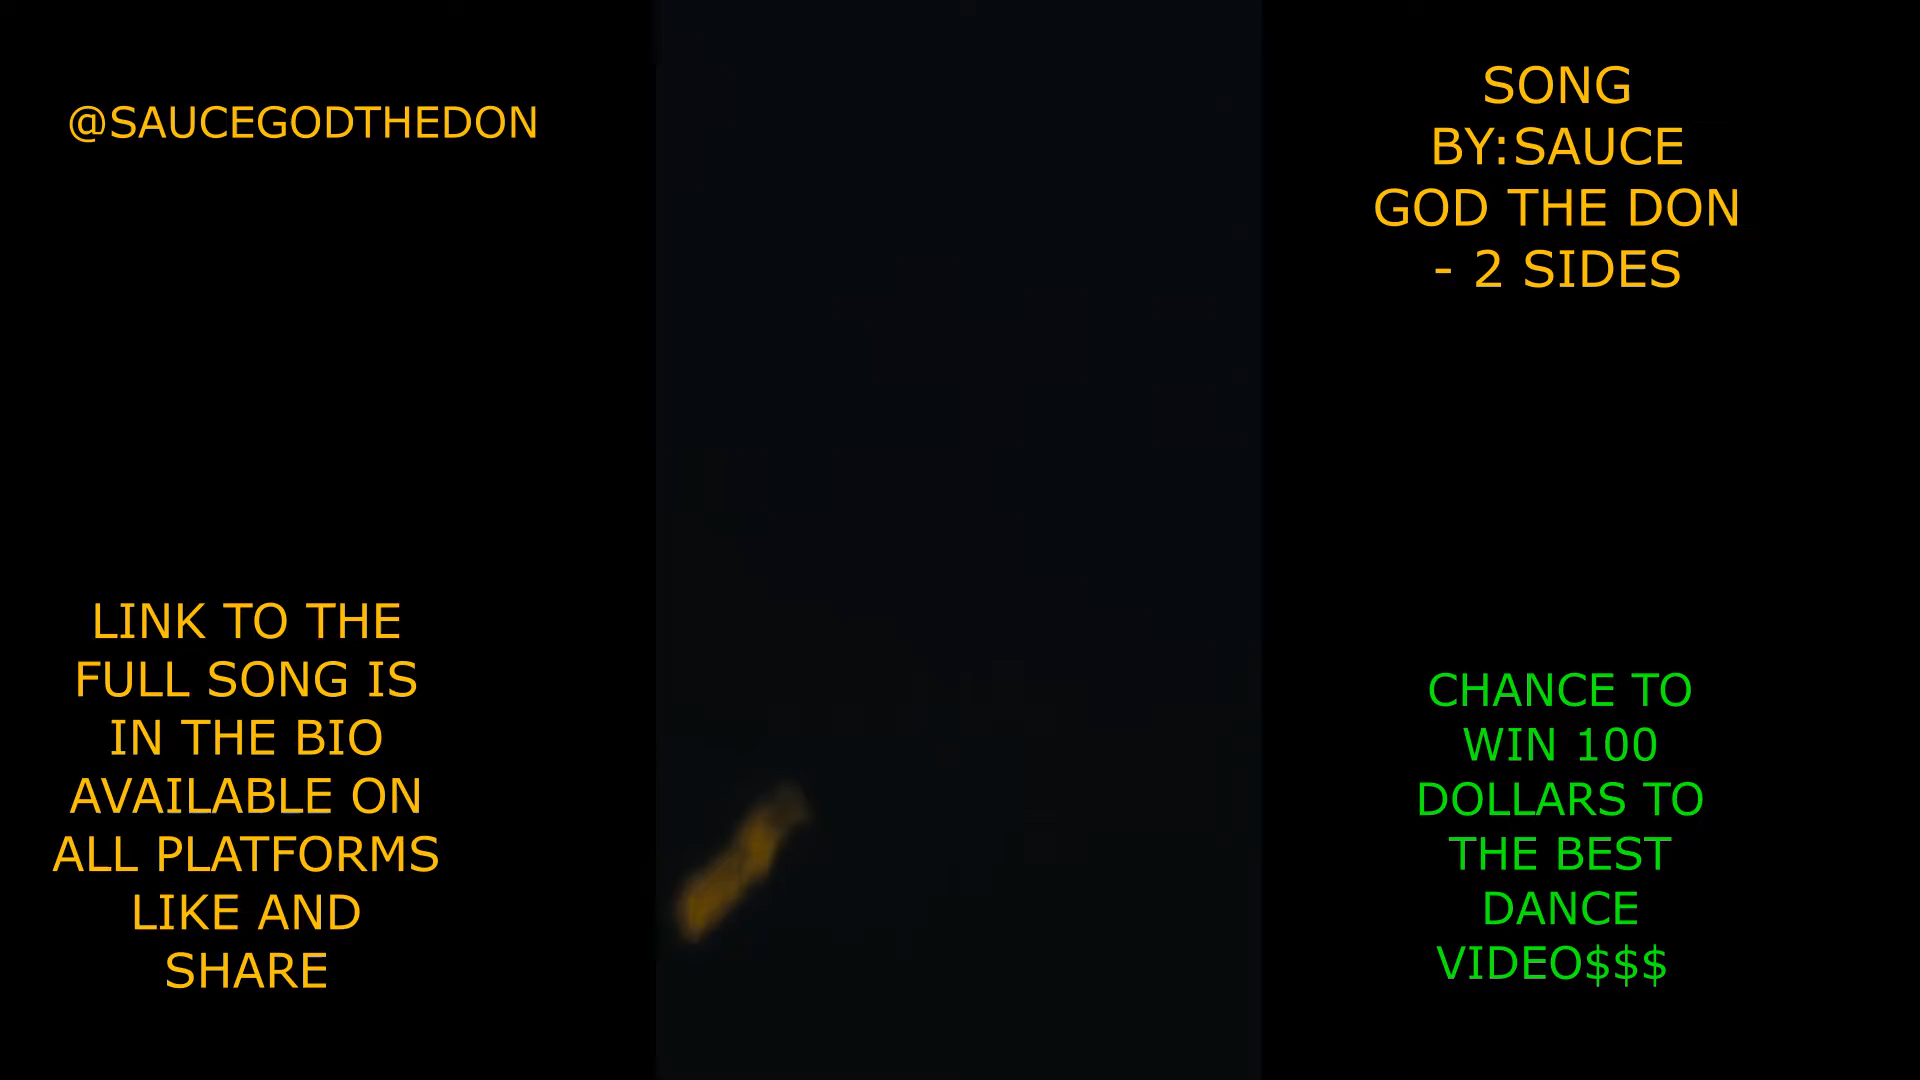 @SAUCEGODTHEDON
SONG
BY:SAUCE
GOD THE DON
- 2 SIDES
LINK TO THE
FULL SONG IS
IN THE BIO
AVAILABLE ON
ALL PLATFORMS
LIKE AND
SHARE
CHANCE TO
WIN 100
DOLLARS TO
THE BEST
DANCE
VIDEO$$$